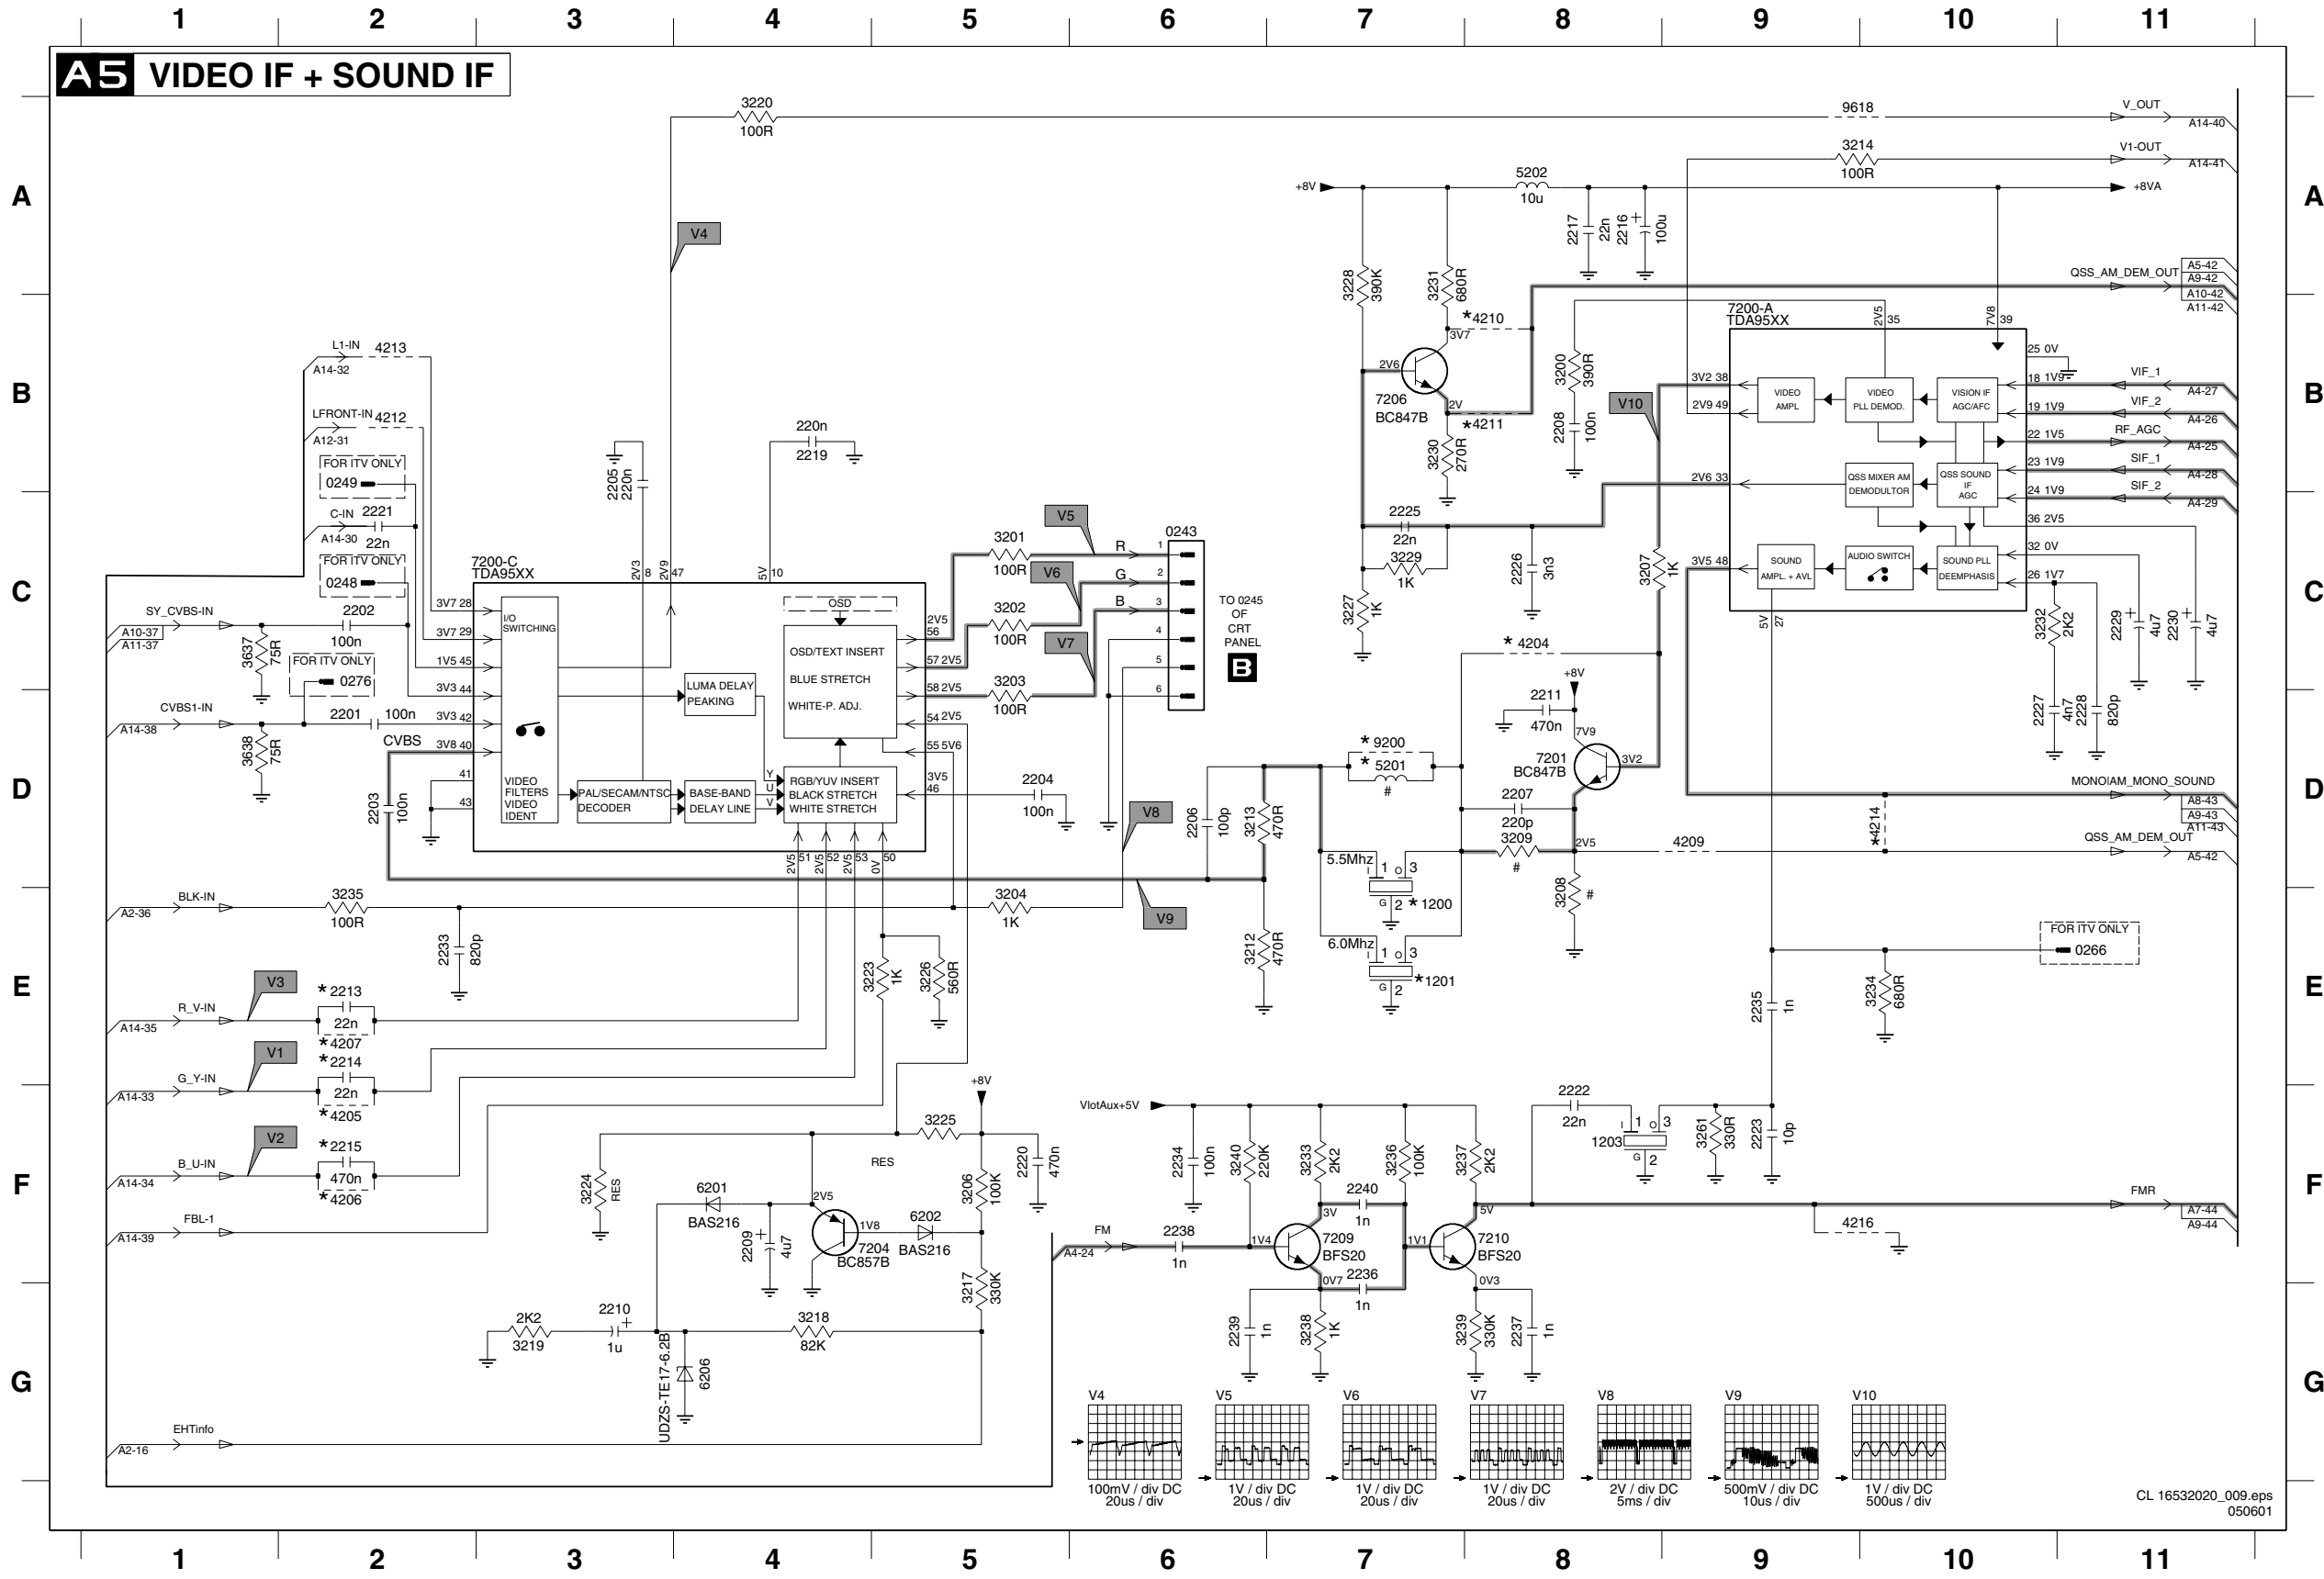 1 2 3 4 5 6 7 8 9 10 11
A5 VIDEO IF + SOUND IF
A
B
C
D
E
F
G
3220
100R
9618
V_OUT
A14-40
3214
100R
V1-OUT
A14-41
+8V
5202
10u
+8VA
2217
22n
2216
+
100u
V4
3228
390K
3231
680R
QSS_AM_DEM_OUT
A5-42
A9-42
A10-42
A11-42
*4210
3V7
2V6
7206
BC847B
2V
*4211
3230
270R
3200
390R
2208
100n
V10
7200-A
TDA95XX
2V5
35
7V8
39
25 0V
3V2 38
2V9 49
VIDEO
AMPL
VIDEO
PLL DEMOD.
VISION IF
AGC/AFC
18 1V9
VIF_1
A4-27
19 1V9
VIF_2
A4-26
22 1V5
RF_AGC
A4-25
2V6 33
QSS MIXER AM
DEMODULTOR
QSS SOUND
IF
AGC
23 1V9
SIF_1
A4-28
24 1V9
SIF_2
A4-29
36 2V5
32 0V
26 1V7
3V5 48
SOUND
AMPL. + AVL
AUDIO SWITCH
SOUND PLL
DEEMPHASIS
5V
27
3232
2K2
2229
+
4u7
2230
+
4u7
2227
4n7
2228
820p
L1-IN
4213
A14-32
LFRONT-IN
4212
A12-31
FOR ITV ONLY
0249
C-IN
2221
A14-30
22n
FOR ITV ONLY
0248
SY_CVBS-IN
A10-37
A11-37
2202
100n
3637
75R
FOR ITV ONLY
0276
CVBS1-IN
A14-38
2201
100n
3638
75R
CVBS
2203
100n
2205
220n
220n
2219
7200-C
TDA95XX
2V3
8
2V9
47
5V
10
3V7 28
3V7 29
1V5 45
3V3 44
3V3 42
3V8 40
41
43
I/O
SWITCHING
VIDEO
FILTERS
VIDEO
IDENT
PAL/SECAM/NTSC
DECODER
LUMA DELAY
PEAKING
BASE-BAND
DELAY LINE
Y
U
V
OSD
OSD/TEXT INSERT
BLUE STRETCH
WHITE-P. ADJ.
RGB/YUV INSERT
BLACK STRETCH
WHITE STRETCH
2V5
56
57 2V5
58 2V5
54 2V5
55 5V6
3V5
46
2V5
51
2V5
52
2V5
53
0V
50
3201
100R
3202
100R
3203
100R
V5
V6
V7
R
G
B
0243
1
2
3
4
5
6
TO 0245
OF
CRT
PANEL
B
2204
100n
V8
V9
2225
22n
3229
1K
3227
1K
2226
3n3
3207
1K
* 4204
+8V
2211
470n
7V9
7201
BC847B
3V2
* 9200
* 5201
#
2206
100p
3213
470R
2207
220p
3209
#
2V5
4209
3208
#
5.5Mhz
I 1 O 3
G 2
* 1200
6.0Mhz
I 1 O 3
G 2
*1201
3212
470R
MONO|AM_MONO_SOUND
A8-43
A9-43
A11-43
*4214
QSS_AM_DEM_OUT
A5-42
BLK-IN
A2-36
3235
100R
2233
820p
3204
1K
3223
1K
3226
560R
FOR ITV ONLY
0266
2235
1n
3234
680R
V3
R_V-IN
A14-35
*2213
22n
*4207
V1
G_Y-IN
A14-33
*2214
22n
*4205
V2
B_U-IN
A14-34
*2215
470n
*4206
FBL-1
A14-39
+8V
3225
RES
3224
RES
3206
100K
2220
470n
6201
BAS216
2209
+
4u7
2V5
1V8
7204
BC857B
6202
BAS216
3217
330K
2K2
3219
2210
+
1u
3218
82K
UDZS-TE17-6.2B
6206
EHTinfo
A2-16
VlotAux+5V
2234
100n
3240
220K
3233
2K2
3236
100K
3237
2K2
FM
A4-24
2238
1n
1V4
3V
7209
BFS20
0V7
2240
1n
2236
1n
1V1
5V
7210
BFS20
0V3
2239
1n
3238
1K
3239
330K
2237
1n
2222
22n
I 1 O 3
1203
G 2
3261
330R
2223
10p
4216
FMR
A7-44
A9-44
V4
100mV / div DC
20us / div
V5
1V / div DC
20us / div
V6
1V / div DC
20us / div
V7
1V / div DC
20us / div
V8
2V / div DC
5ms / div
V9
500mV / div DC
10us / div
V10
1V / div DC
500us / div
CL 16532020_009.eps
050601
A
B
C
D
E
F
G
1 2 3 4 5 6 7 8 9 10 11